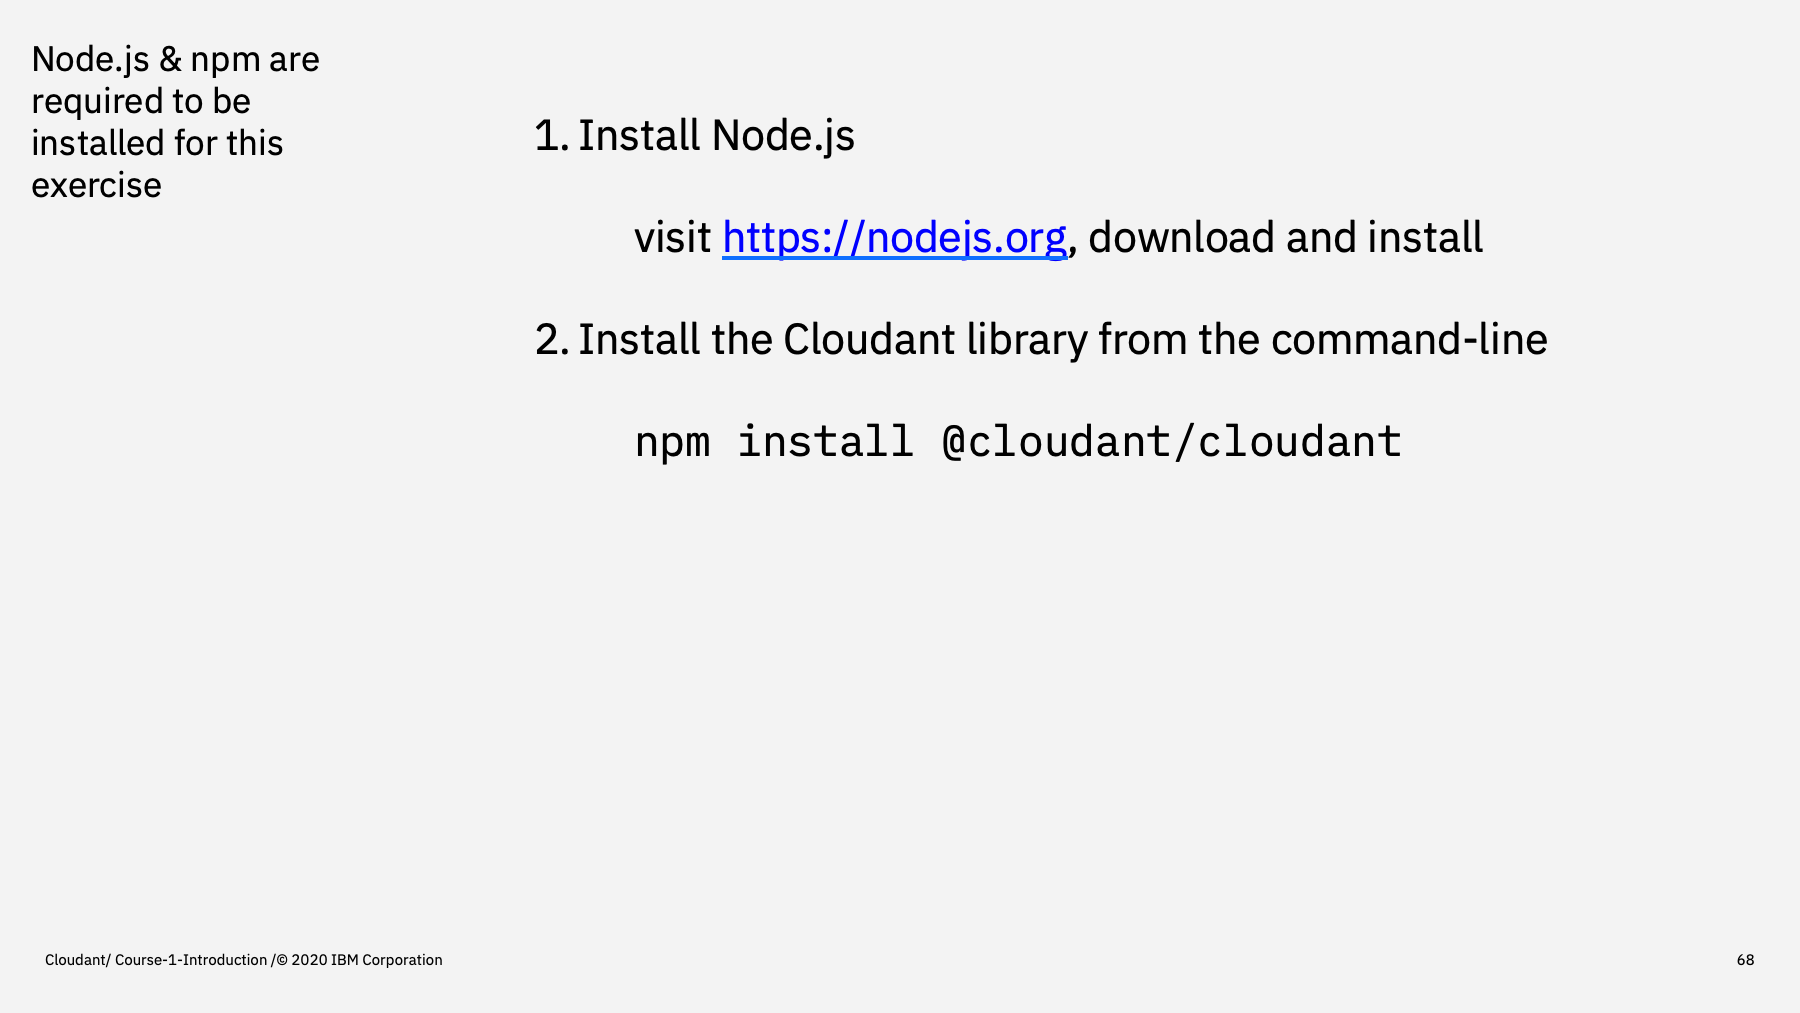 Node.js & npm are
required to be
installed for this
exercise
1. Install Node.js
visit https://nodejs.org, download and install
2. Install the Cloudant library from the command-line
npm install @cloudant/cloudant
Cloudant/ Course-1-Introduction /© 2020 IBM Corporation
68